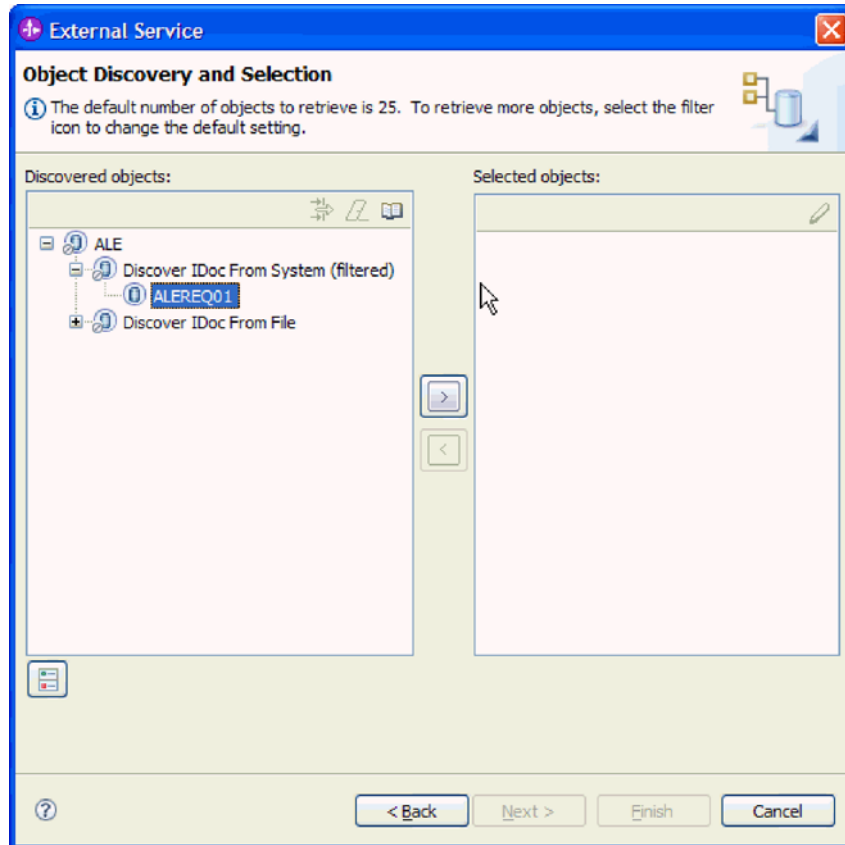 External Service
Object Discovery and Selection
The default number of objects to retrieve is 25. To retrieve more objects, select the filter
icon to change the default setting.
Discovered objects:
Selected objects:
ALE
Discover IDoc From System (filtered)
ALEREQ01
Discover IDoc From File
>
<
?
< Back
Next >
Finish
Cancel